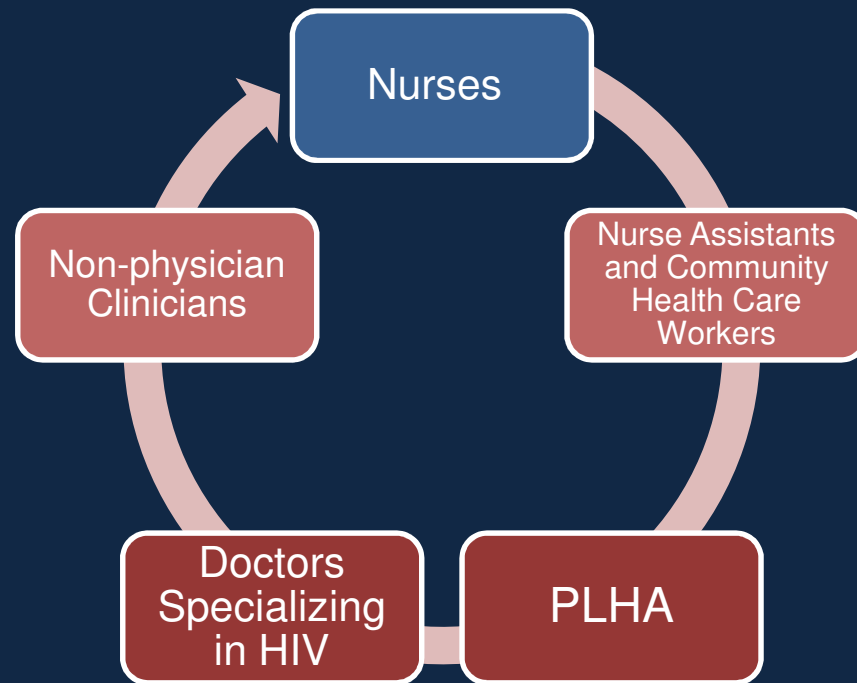 Nurses
Nurse Assistants
and Community
Health Care
Workers
PLHA
Doctors
Specializing
in HIV
Non-physician
Clinicians